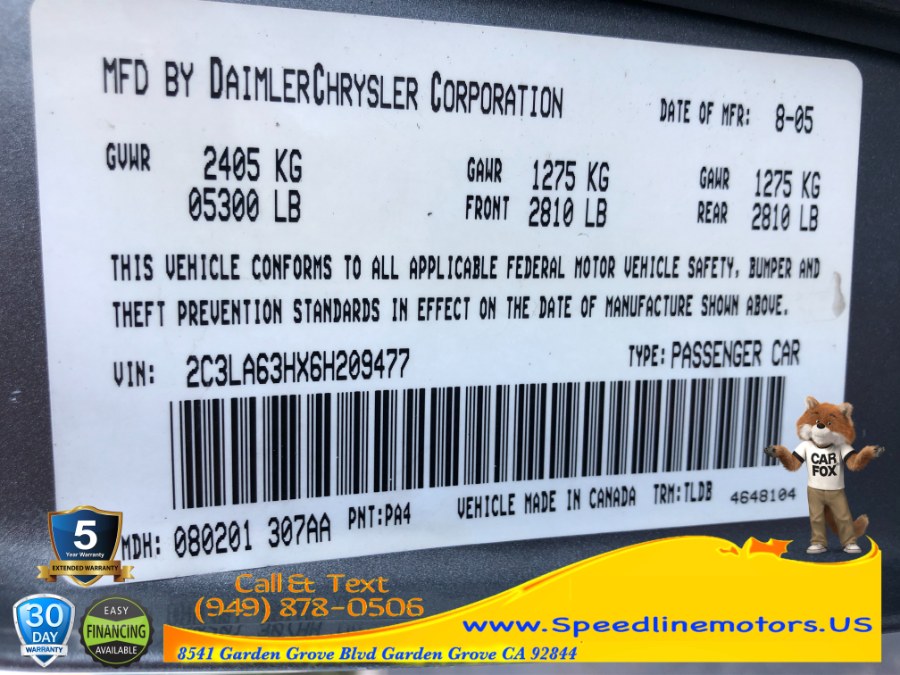 MFD BY DAIMLERCHRYSLER CORPORATION
DATE OF MFR: 8-05
GVWR 2405 KG
05300 LB
GAWR 1275 KG
FRONT 2810 LB
GAWR 1275 KG
REAR 2810 LB
THIS VEHICLE CONFORMS TO ALL APPLICABLE FEDERAL MOTOR VEHICLE SAFETY, BUMPER AND
THEFT PREVENTION STANDARDS IN EFFECT ON THE DATE OF MANUFACTURE SHOWN ABOVE.
VIN: 2C3LA63HX6H209477
TYPE: PASSENGER CAR
MDH: 080201 307AA
PNT:PA4
VEHICLE MADE IN CANADA
TRM:TLDB
4648104
CAR
FOX
5
Year Warranty
EXTENDED WARRANTY
30
DAY
WARRANTY
EASY
FINANCING
AVAILABLE
Call & Text
(949) 878-0506
www.Speedlinemotors.US
8541 Garden Grove Blvd Garden Grove CA 92844